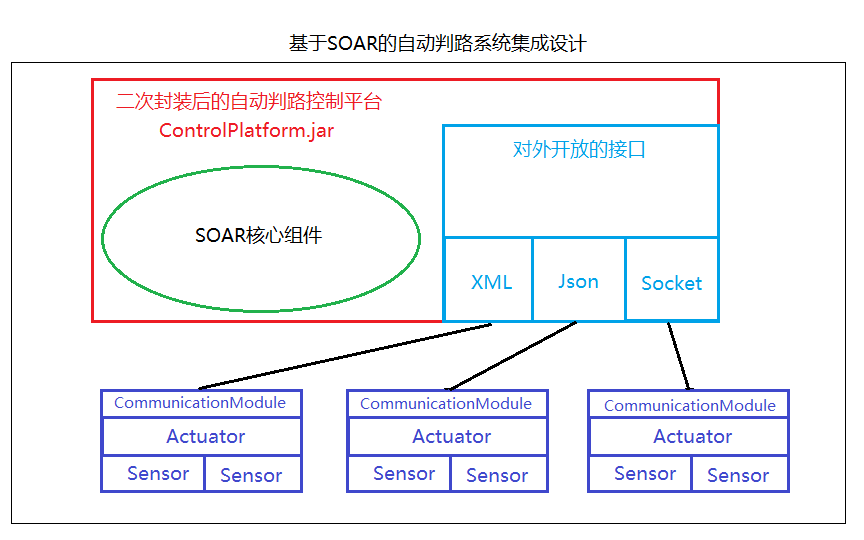 基于SOAR的自动判路系统集成设计
二次封装后的自动判路控制平台
ControlPlatform.jar
对外开放的接口
SOAR核心组件
XML
Json
Socket
CommunicationModule
Actuator
Sensor
Sensor
CommunicationModule
Actuator
Sensor
Sensor
CommunicationModule
Actuator
Sensor
Sensor